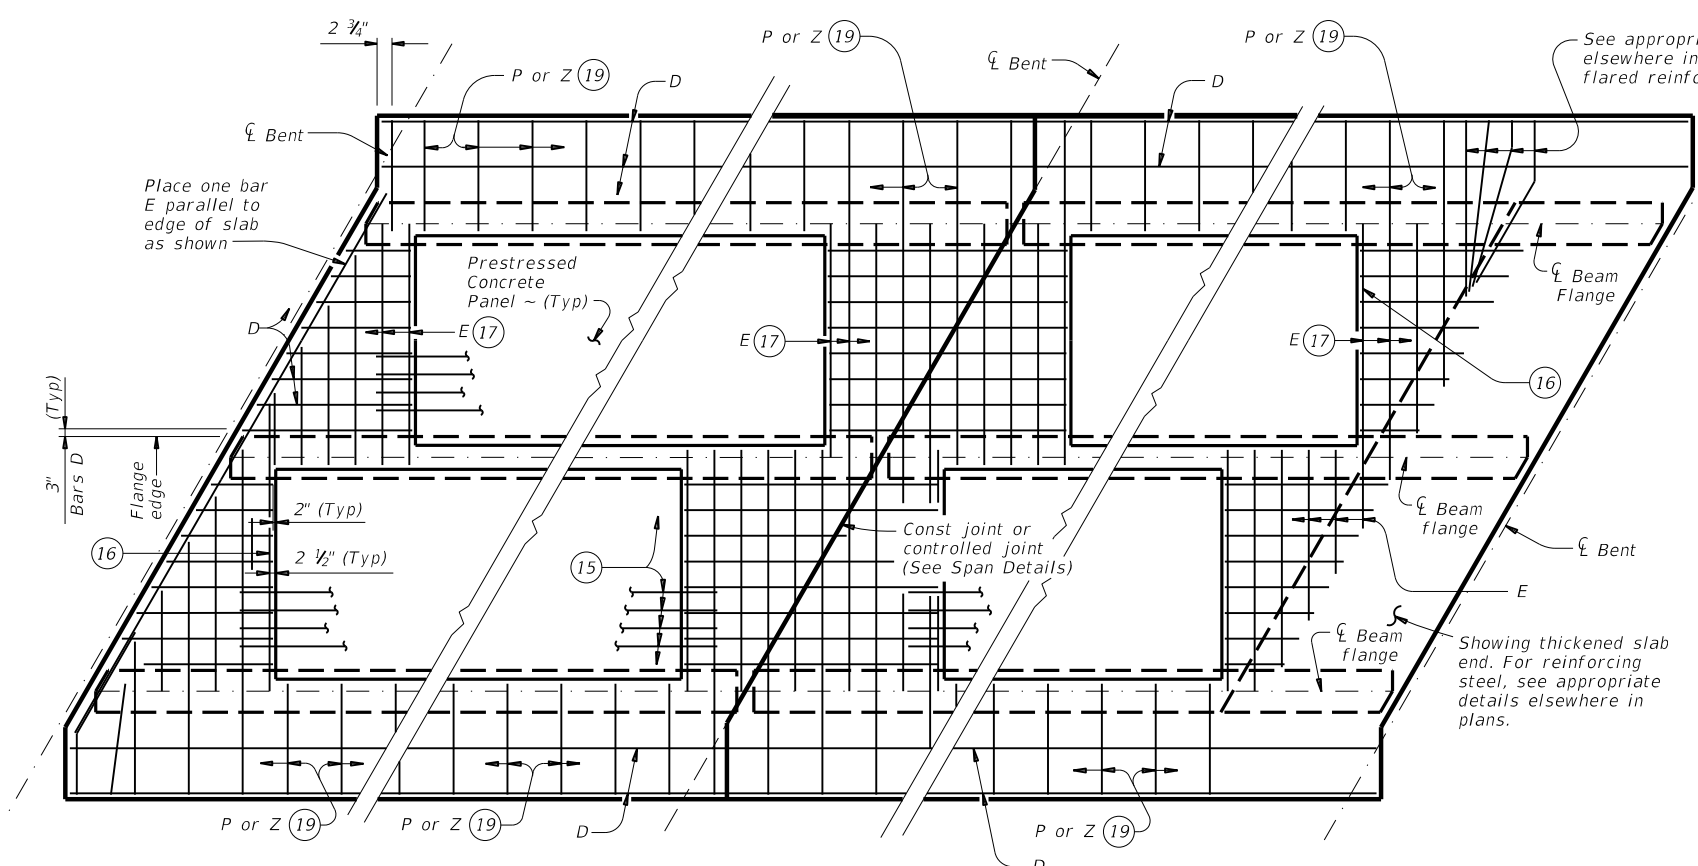 2 ¾"
P or Z 19
D
P or Z 19
℄ Bent
P or Z 19
D
See appropri
elsewhere in
flared reinfo
℄ Bent
Place one bar
E parallel to
edge of slab
as shown
Prestressed
Concrete
Panel ~ (Typ)
℄ Beam
Flange
D
E 17
E 17
E 17
16
(Typ)
3"
Bars D
Flange
edge
2" (Typ)
16
2 ½" (Typ)
15
Const joint or
controlled joint
(See Span Details)
℄ Beam
flange
℄ Bent
E
℄ Beam
flange
Showing thickened slab
end. For reinforcing
steel, see appropriate
details elsewhere in
plans.
P or Z 19
P or Z 19
D
P or Z 19
D